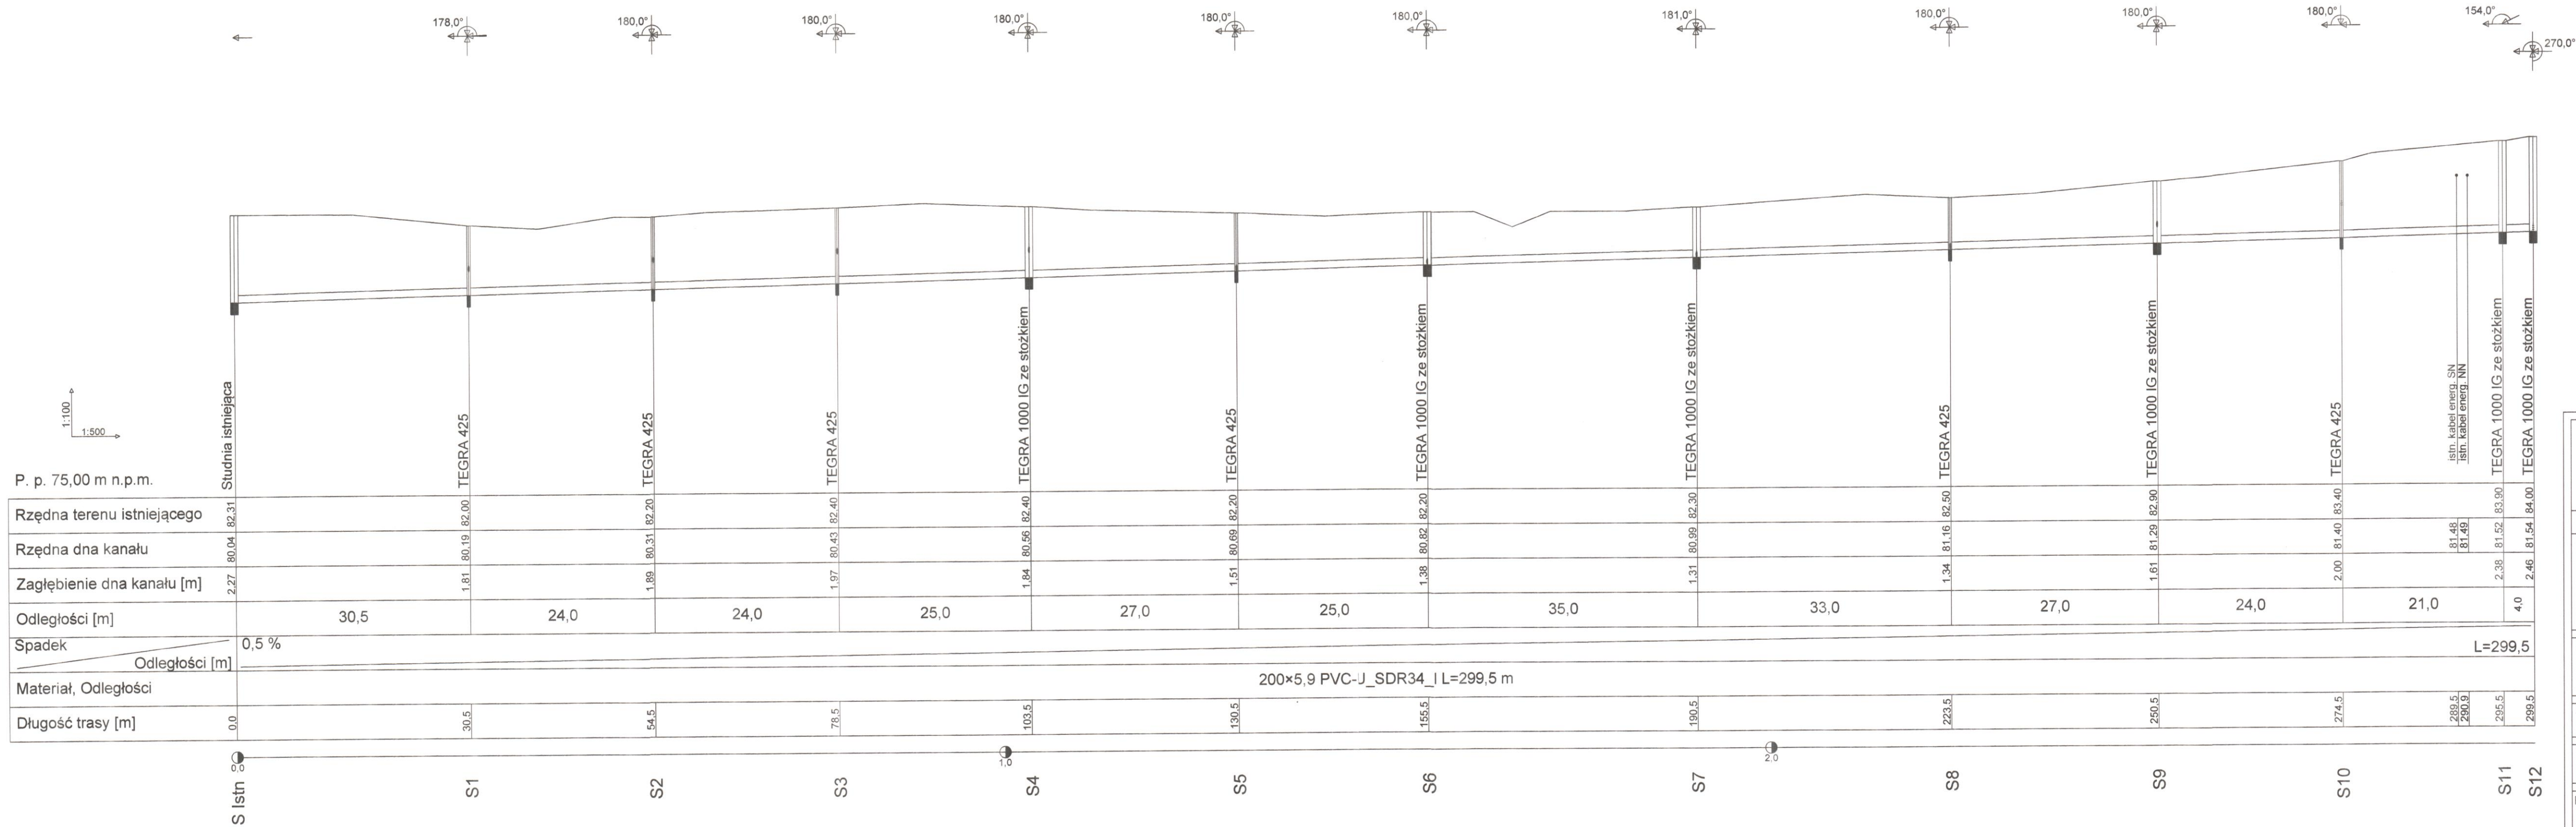 178,0°
180,0°
180,0°
180,0°
180,0°
180,0°
181,0°
180,0°
180,0°
180,0°
154,0°
270,0°
1:100
1:500
Studnia istniejąca
TEGRA 425
TEGRA 425
TEGRA 425
TEGRA 1000 IG ze stożkiem
TEGRA 425
TEGRA 1000 IG ze stożkiem
TEGRA 1000 IG ze stożkiem
TEGRA 425
TEGRA 1000 IG ze stożkiem
TEGRA 425
istn. kabel energ. SN
istn. kabel energ. NN
TEGRA 1000 IG ze stożkiem
TEGRA 1000 IG ze stożkiem
P. p. 75,00 m n.p.m.
Rzędna terenu istniejącego 82,31 82,00 82,20 82,40 82,40 82,20 82,20 82,30 82,50 82,90 83,40 83,90 84,00
Rzędna dna kanału 80,04 80,19 80,31 80,43 80,56 80,69 80,82 80,99 81,16 81,29 81,40 81,48 81,49 81,52 81,54
Zagłębienie dna kanału [m] 2,27 1,81 1,89 1,97 1,84 1,51 1,38 1,31 1,34 1,61 2,00 2,38 2,46
Odległości [m] 30,5 24,0 24,0 25,0 27,0 25,0 35,0 33,0 27,0 24,0 21,0 4,0
Spadek 0,5 %
Odległości [m] L=299,5
Materiał, Odległości 200×5,9 PVC-U_SDR34_I L=299,5 m
Długość trasy [m] 0,0 30,5 54,5 78,5 103,5 130,5 155,5 190,5 223,5 250,5 274,5 289,5 290,9 295,5 299,5
0,0 1,0 2,0
S Istn S1 S2 S3 S4 S5 S6 S7 S8 S9 S10 S11 S12